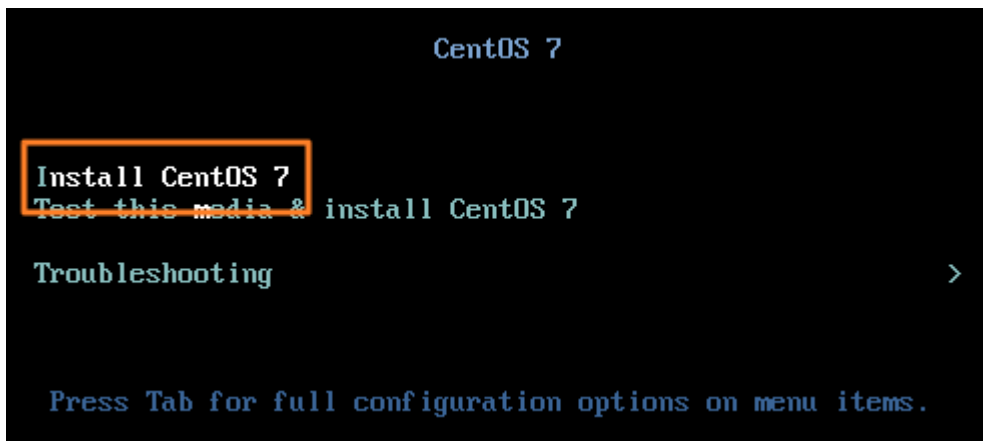 CentOS 7
Install CentOS 7
Test this media & install CentOS 7
Troubleshooting >
Press Tab for full configuration options on menu items.